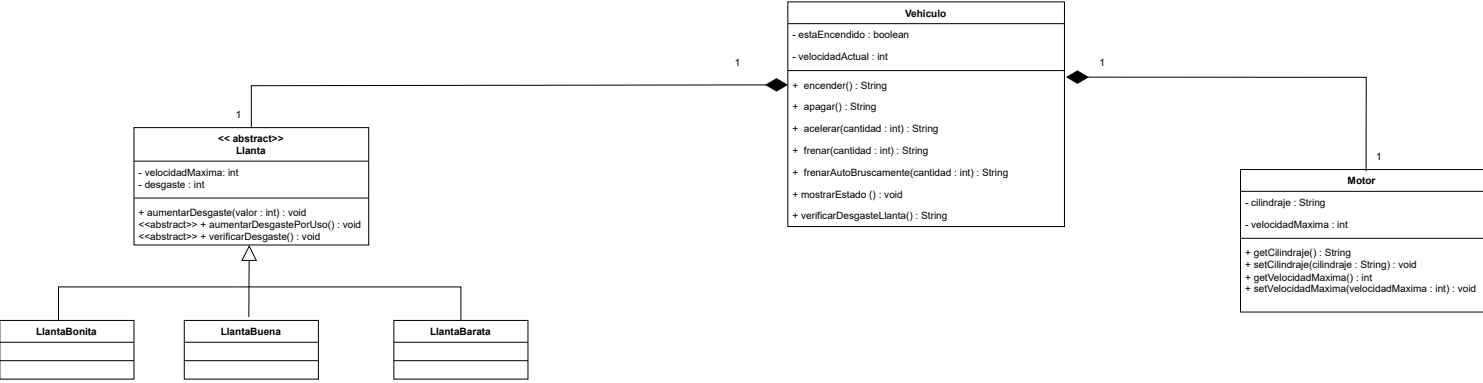 Vehiculo
- estaEncendido : boolean
- velocidadActual : int
+ encender() : String
+ apagar() : String
+ acelerar(cantidad : int) : String
+ frenar(cantidad : int) : String
+ frenarAutoBruscamente(cantidad : int) : String
+ mostrarEstado () : void
+ verificarDesgasteLlanta() : String
1
1
<< abstract>>
Llanta
- velocidadMaxima: int
- desgaste : int
+ aumentarDesgaste(valor : int) : void
<<abstract>> + aumentarDesgastePorUso() : void
<<abstract>> + verificarDesgaste() : void
1
1
Motor
- cilindraje : String
- velocidadMaxima : int
+ getCilindraje() : String
+ setCilindraje(cilindraje : String) : void
+ getVelocidadMaxima() : int
+ setVelocidadMaxima(velocidadMaxima : int) : void
LlantaBonita
LlantaBuena
LlantaBarata